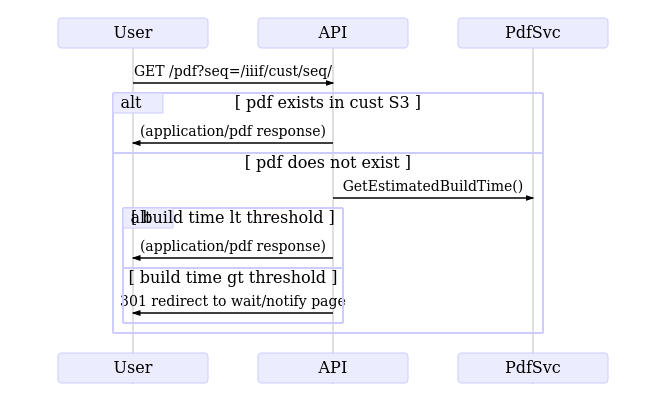 User API PdfSvc
GET /pdf?seq=/iiif/cust/seq/
alt [ pdf exists in cust S3 ]
(application/pdf response)
[ pdf does not exist ]
GetEstimatedBuildTime()
alt [ build time lt threshold ]
(application/pdf response)
[ build time gt threshold ]
301 redirect to wait/notify page
User API PdfSvc